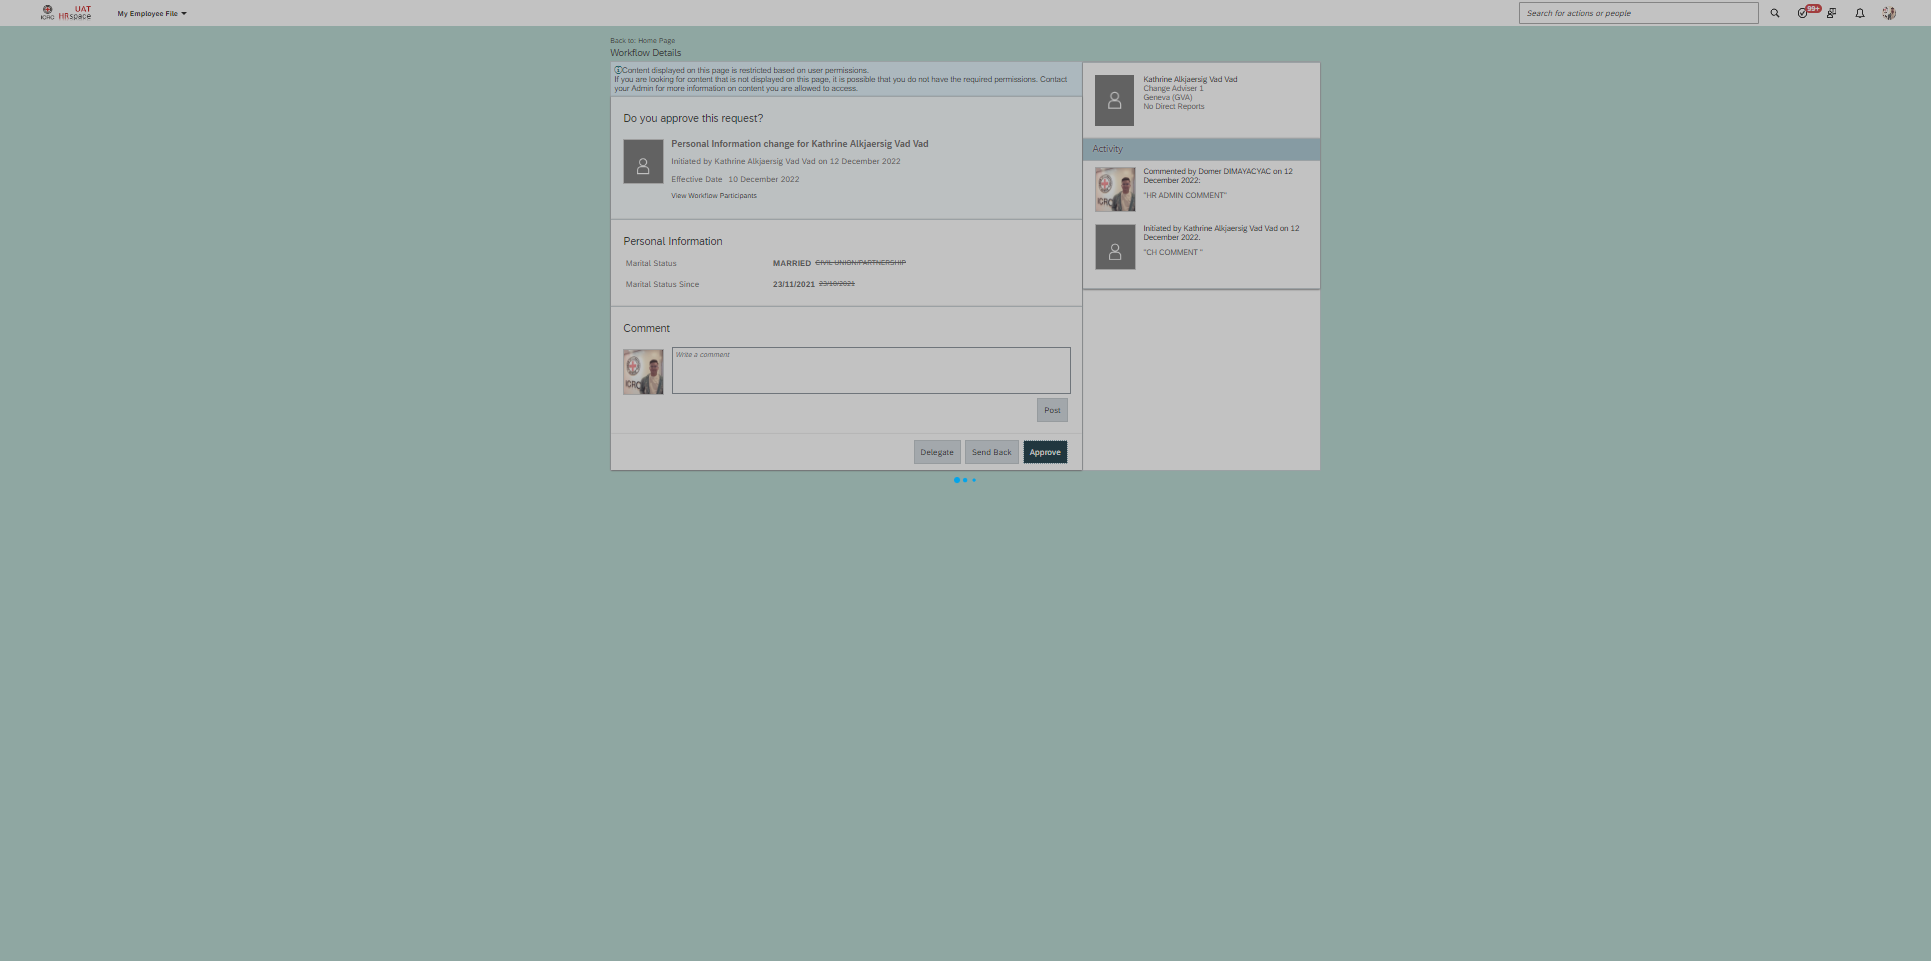 UAT
ICRC HRspace
My Employee File
Search for actions or people
99+
Back to: Home Page
Workflow Details
Content displayed on this page is restricted based on user permissions.
If you are looking for content that is not displayed on this page, it is possible that you do not have the required permissions. Contact
your Admin for more information on content you are allowed to access.
Do you approve this request?
Personal Information change for Kathrine Alkjaersig Vad Vad
Initiated by Kathrine Alkjaersig Vad Vad on 12 December 2022
Effective Date 10 December 2022
View Workflow Participants
Personal Information
Marital Status MARRIED CIVIL UNION/PARTNERSHIP
Marital Status Since 23/11/2021 23/10/2021
Comment
ICRC
Write a comment
Post
Delegate Send Back Approve
Kathrine Alkjaersig Vad Vad
Change Adviser 1
Geneva (GVA)
No Direct Reports
Activity
ICRC
Commented by Domer DIMAYACYAC on 12
December 2022:
"HR ADMIN COMMENT"
Initiated by Kathrine Alkjaersig Vad Vad on 12
December 2022.
"CH COMMENT "